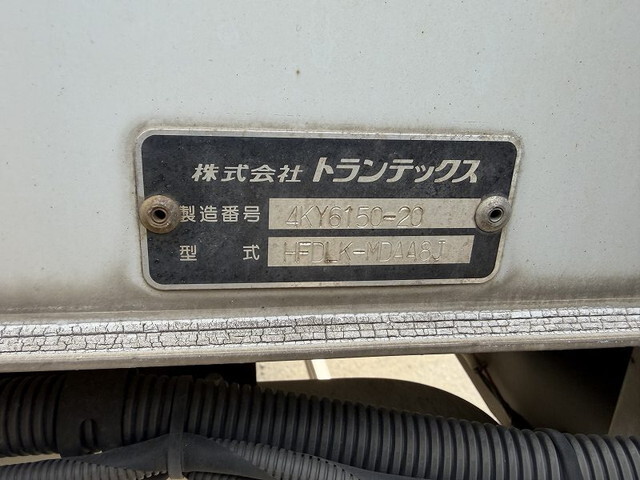 株式会社 トランテックス
製造番号 4KY6150-20
型式 HFDLK-MDAA8J